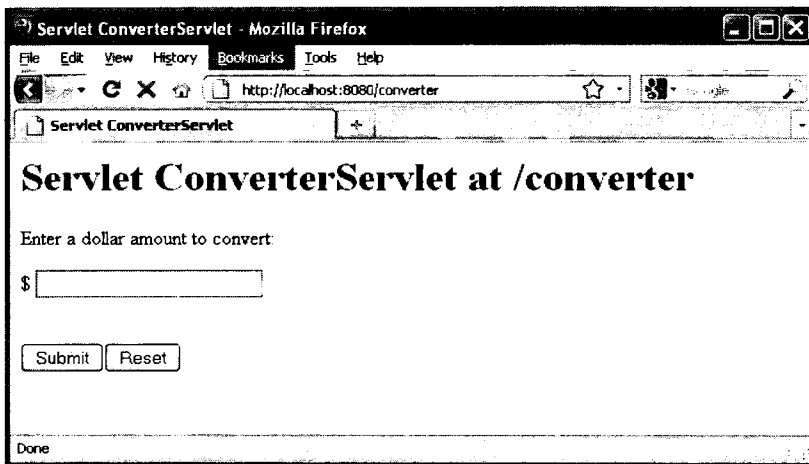 Servlet ConverterServlet - Mozilla Firefox
File Edit View History Bookmarks Tools Help
http://localhost:8080/converter
Servlet ConverterServlet
Servlet ConverterServlet at /converter
Enter a dollar amount to convert:
$
Submit Reset
Done